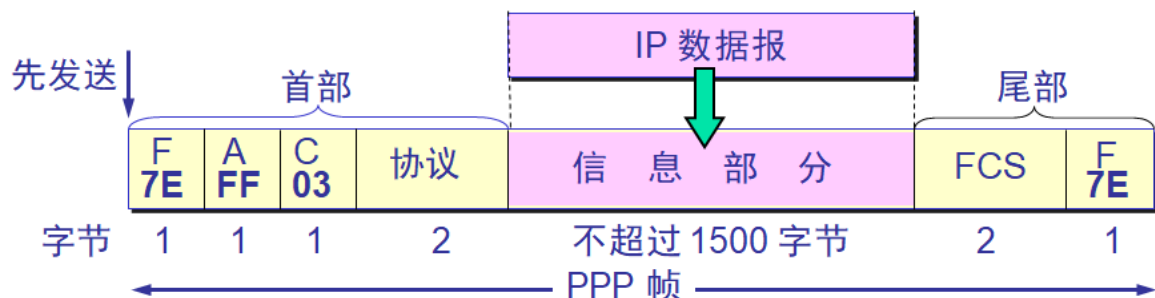 IP 数据报
先发送
首部
尾部
F A C 协议 信息部分 FCS F
7E FF 03 7E
字节 1 1 1 2 不超过 1500 字节 2 1
PPP 帧